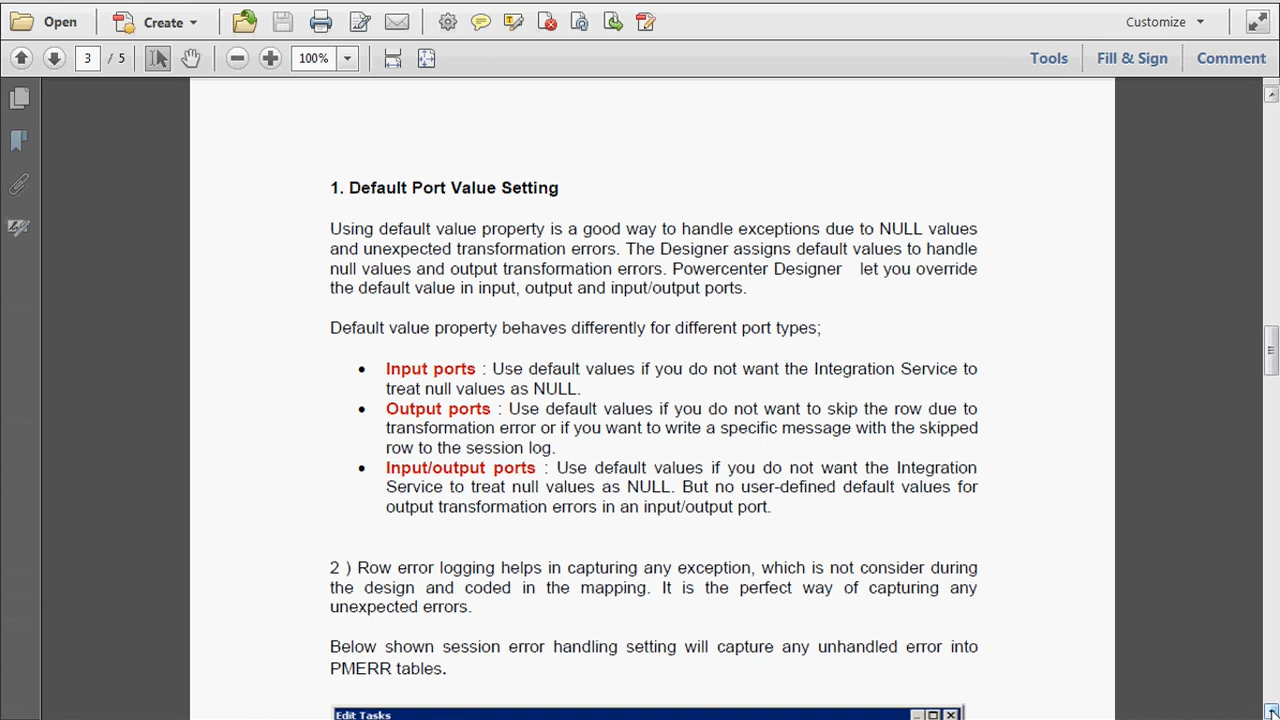 Open
Create
Customize
3 / 5
100%
Tools
Fill & Sign
Comment
1. Default Port Value Setting
Using default value property is a good way to handle exceptions due to NULL values
and unexpected transformation errors. The Designer assigns default values to handle
null values and output transformation errors. Powercenter Designer let you override
the default value in input, output and input/output ports.
Default value property behaves differently for different port types;
• Input ports : Use default values if you do not want the Integration Service to
treat null values as NULL.
• Output ports : Use default values if you do not want to skip the row due to
transformation error or if you want to write a specific message with the skipped
row to the session log.
• Input/output ports : Use default values if you do not want the Integration
Service to treat null values as NULL. But no user-defined default values for
output transformation errors in an input/output port.
2 ) Row error logging helps in capturing any exception, which is not consider during
the design and coded in the mapping. It is the perfect way of capturing any
unexpected errors.
Below shown session error handling setting will capture any unhandled error into
PMERR tables.
Edit Tasks